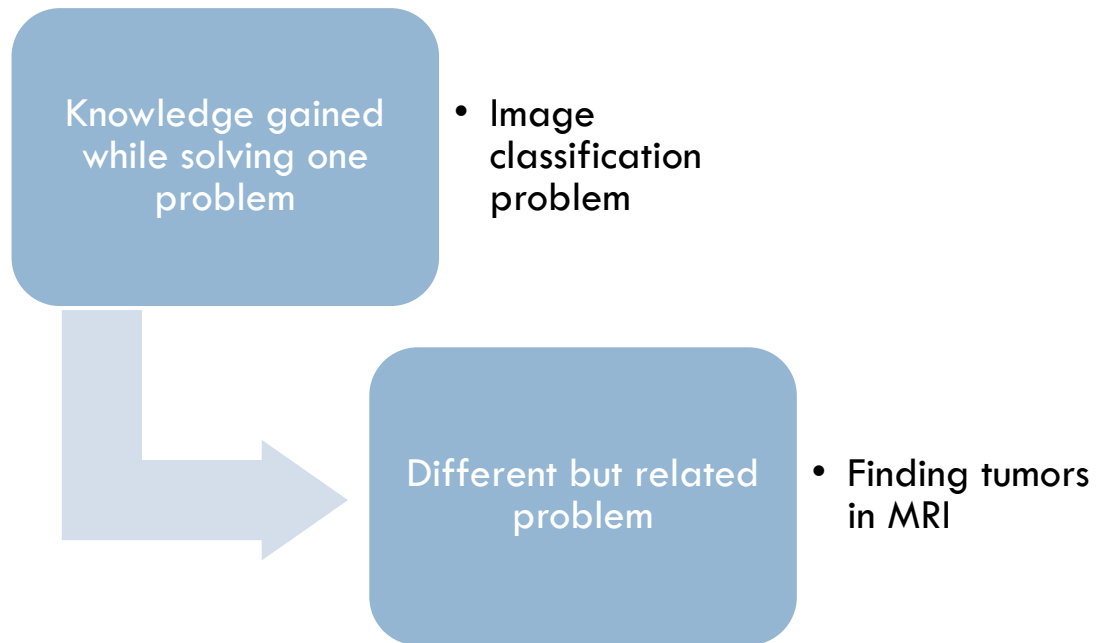 Knowledge gained
while solving one
problem
• Image
classification
problem
Different but related
problem
• Finding tumors
in MRI